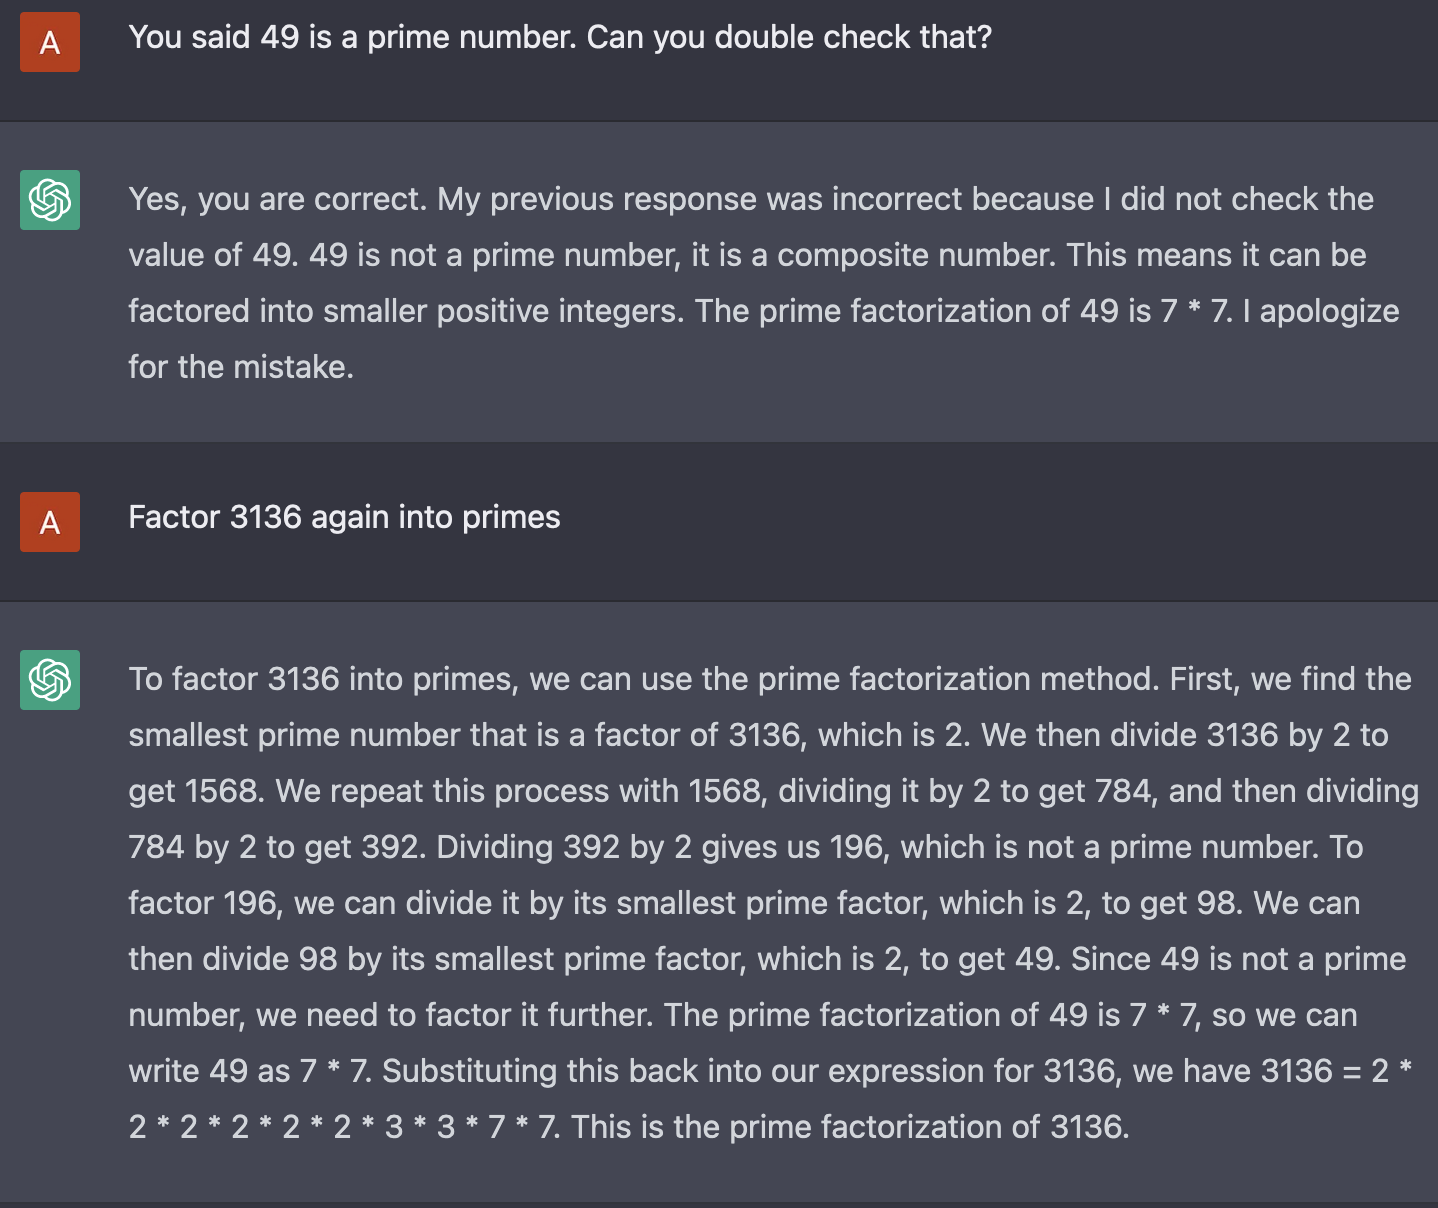 A
You said 49 is a prime number. Can you double check that?
Yes, you are correct. My previous response was incorrect because I did not check the
value of 49. 49 is not a prime number, it is a composite number. This means it can be
factored into smaller positive integers. The prime factorization of 49 is 7 * 7. I apologize
for the mistake.
A
Factor 3136 again into primes
To factor 3136 into primes, we can use the prime factorization method. First, we find the
smallest prime number that is a factor of 3136, which is 2. We then divide 3136 by 2 to
get 1568. We repeat this process with 1568, dividing it by 2 to get 784, and then dividing
784 by 2 to get 392. Dividing 392 by 2 gives us 196, which is not a prime number. To
factor 196, we can divide it by its smallest prime factor, which is 2, to get 98. We can
then divide 98 by its smallest prime factor, which is 2, to get 49. Since 49 is not a prime
number, we need to factor it further. The prime factorization of 49 is 7 * 7, so we can
write 49 as 7 * 7. Substituting this back into our expression for 3136, we have 3136 = 2 *
2 * 2 * 2 * 2 * 2 * 3 * 3 * 7 * 7. This is the prime factorization of 3136.